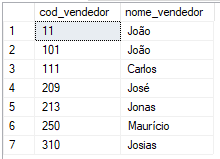 cod_vendedor nome_vendedor
1 11 João
2 101 João
3 111 Carlos
4 209 José
5 213 Jonas
6 250 Maurício
7 310 Josias